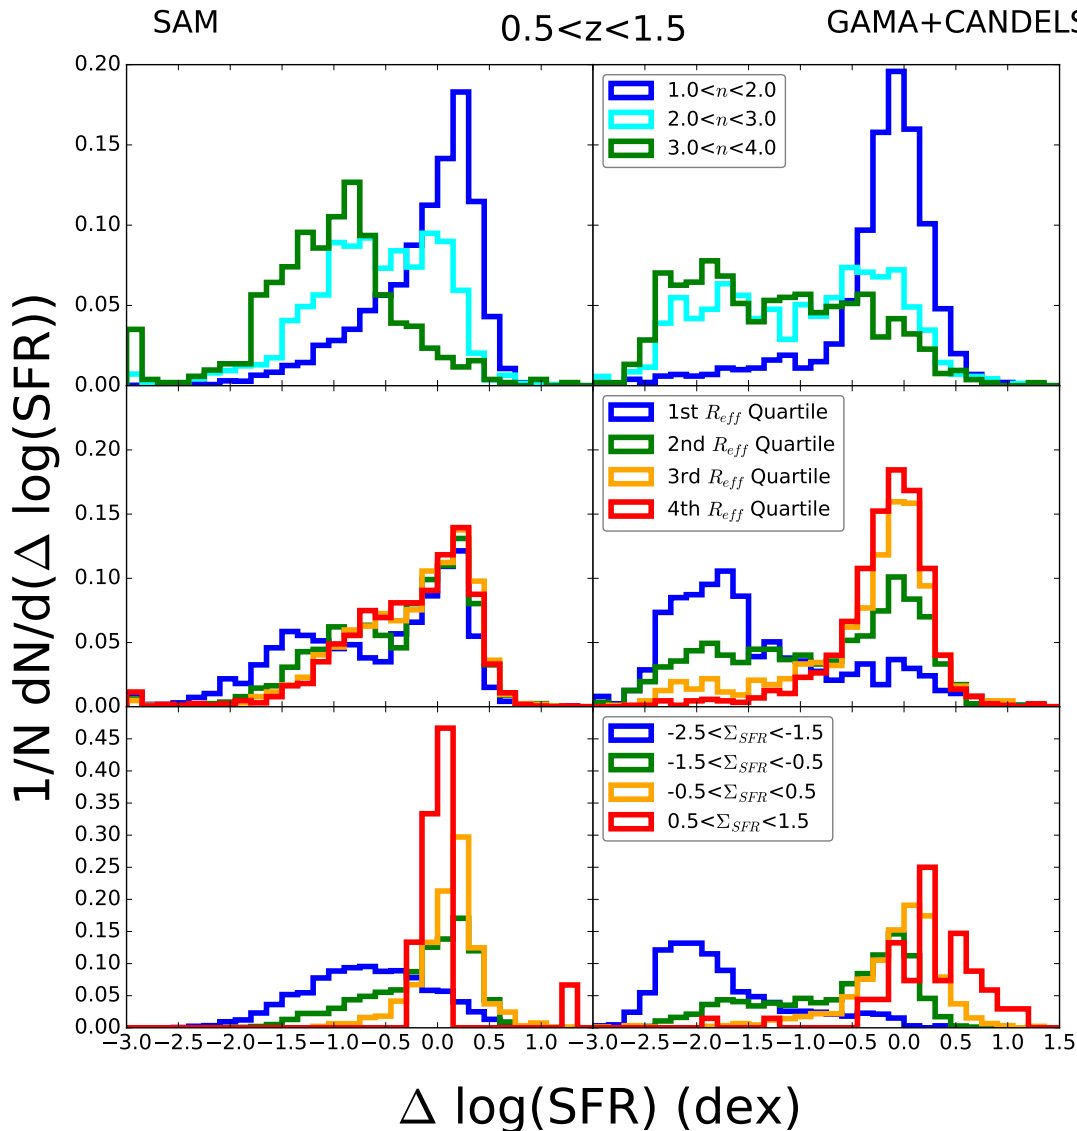 SAM 0.5<z<1.5 GAMA+CANDELS
0.20
0.15
0.10
0.05
0.00
1.0<n<2.0
2.0<n<3.0
3.0<n<4.0
0.20
0.15
0.10
0.05
0.00
1st R_eff Quartile
2nd R_eff Quartile
3rd R_eff Quartile
4th R_eff Quartile
0.45
0.40
0.35
0.30
0.25
0.20
0.15
0.10
0.05
0.00
-2.5<Σ_SFR<-1.5
-1.5<Σ_SFR<-0.5
-0.5<Σ_SFR<0.5
0.5<Σ_SFR<1.5
−3.0 −2.5 −2.0 −1.5 −1.0 −0.5 0.0 0.5 1.0 −3.0 −2.5 −2.0 −1.5 −1.0 −0.5 0.0 0.5 1.0 1.5
1/N dN/d(Δ log(SFR))
Δ log(SFR) (dex)